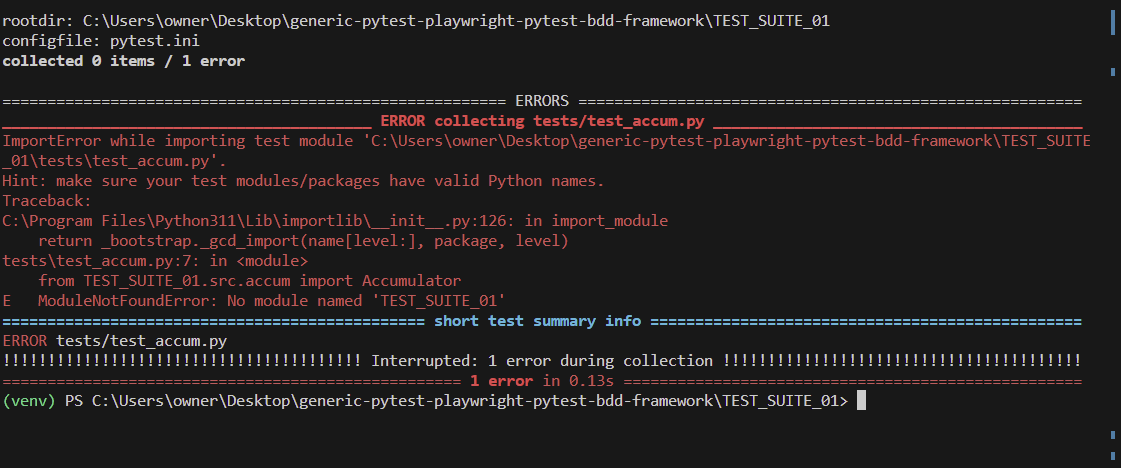 rootdir: C:\Users\owner\Desktop\generic-pytest-playwright-pytest-bdd-framework\TEST_SUITE_01
configfile: pytest.ini
collected 0 items / 1 error
======================================================== ERRORS ========================================================
_________________________________________ ERROR collecting tests/test_accum.py _________________________________________
ImportError while importing test module 'C:\Users\owner\Desktop\generic-pytest-playwright-pytest-bdd-framework\TEST_SUITE
_01\tests\test_accum.py'.
Hint: make sure your test modules/packages have valid Python names.
Traceback:
C:\Program Files\Python311\Lib\importlib\__init__.py:126: in import_module
    return _bootstrap._gcd_import(name[level:], package, level)
tests\test_accum.py:7: in <module>
    from TEST_SUITE_01.src.accum import Accumulator
E   ModuleNotFoundError: No module named 'TEST_SUITE_01'
=============================================== short test summary info ================================================
ERROR tests/test_accum.py
!!!!!!!!!!!!!!!!!!!!!!!!!!!!!!!!!!!!!!!! Interrupted: 1 error during collection !!!!!!!!!!!!!!!!!!!!!!!!!!!!!!!!!!!!!!!!
=================================================== 1 error in 0.13s ===================================================
(venv) PS C:\Users\owner\Desktop\generic-pytest-playwright-pytest-bdd-framework\TEST_SUITE_01>